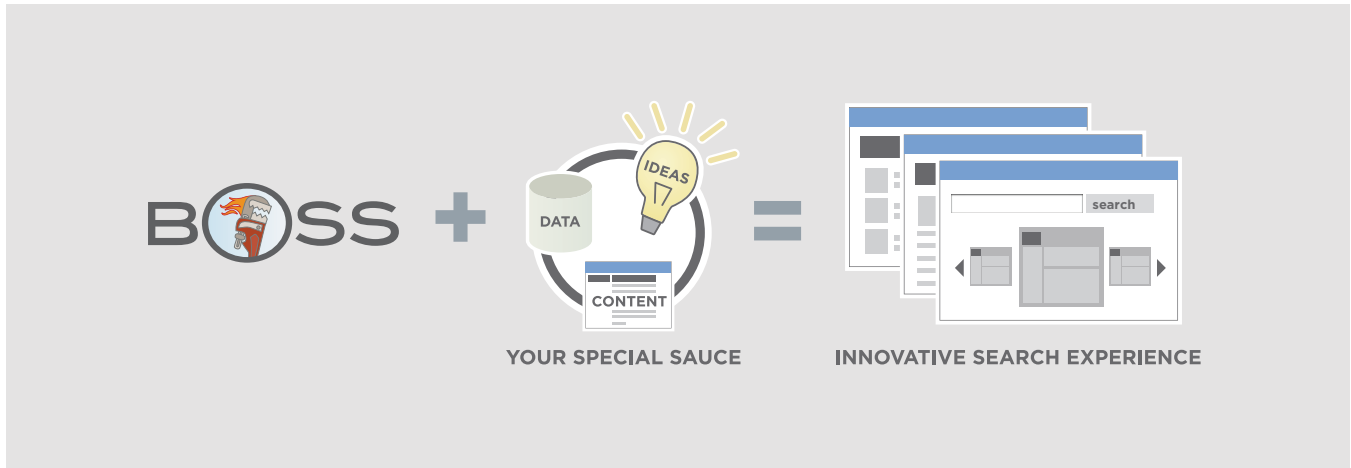 BOSS
IDEAS
DATA
CONTENT
search
YOUR SPECIAL SAUCE
INNOVATIVE SEARCH EXPERIENCE